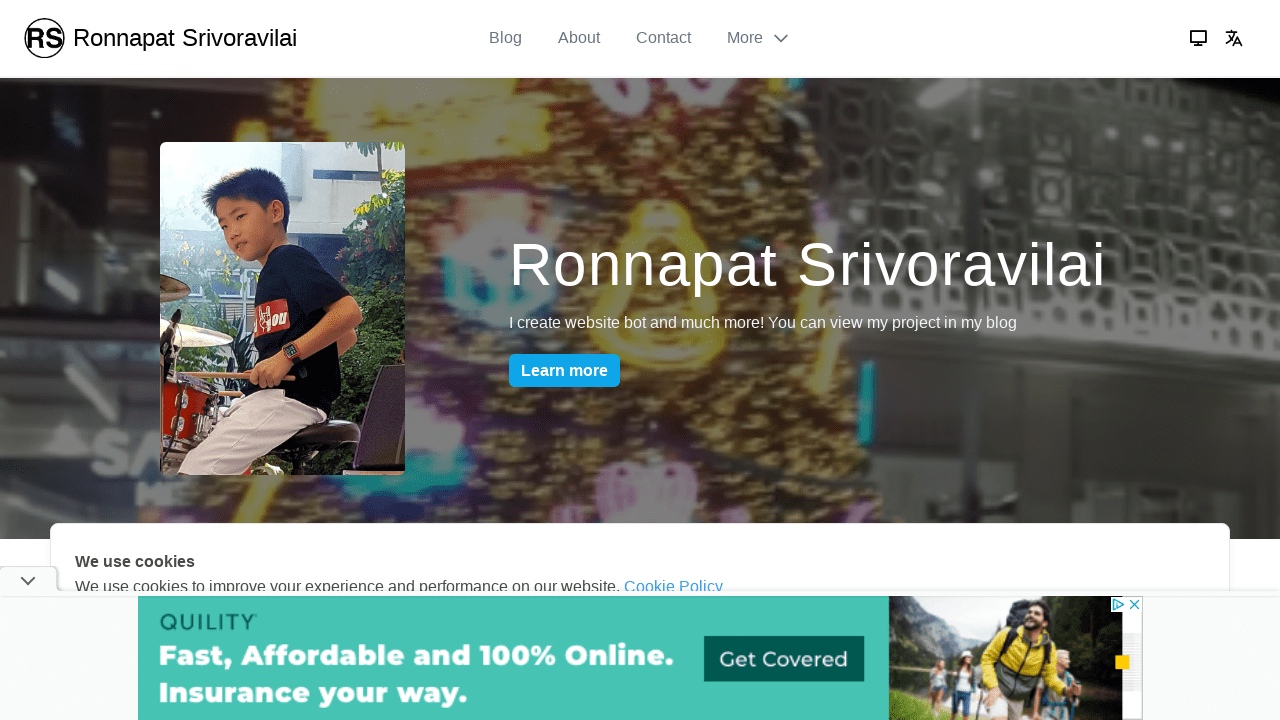 RS Ronnapat Srivoravilai
Blog
About
Contact
More
Ronnapat Srivoravilai
I create website bot and much more! You can view my project in my blog
Learn more
We use cookies
We use cookies to improve your experience and performance on our website. Cookie Policy
QUILITY
Fast, Affordable and 100% Online.
Insurance your way.
Get Covered